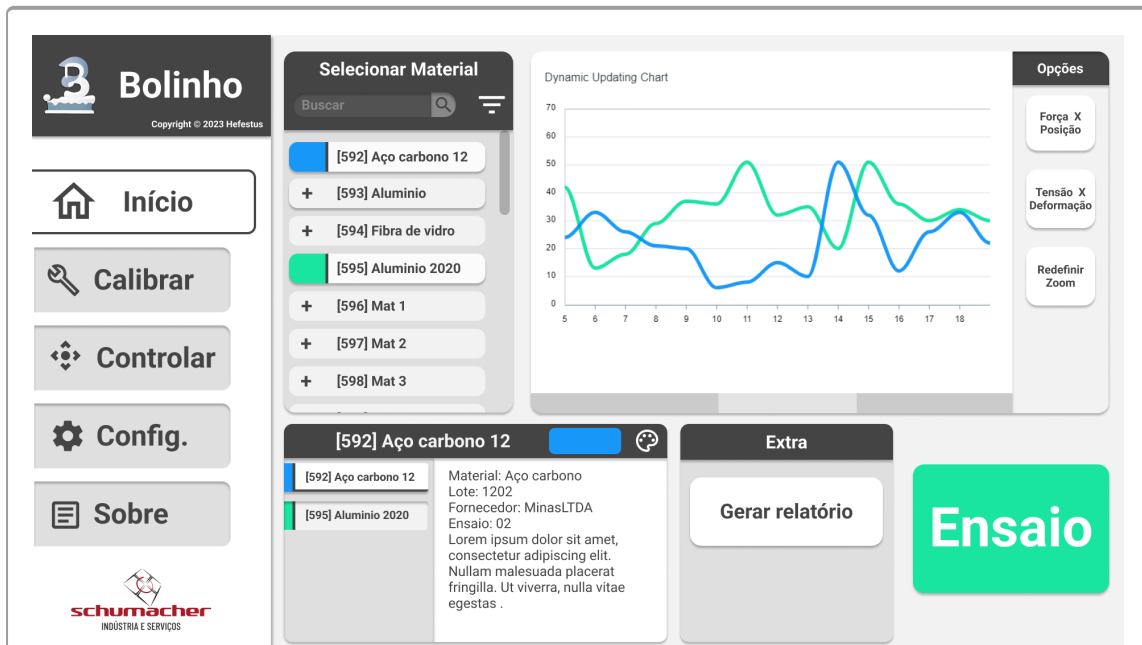 Bolinho
Copyright © 2023 Hefestus
Início
Calibrar
Controlar
Config.
Sobre
schumacher
INDÚSTRIA E SERVIÇOS
Selecionar Material
Buscar
[592] Aço carbono 12
+ [593] Aluminio
+ [594] Fibra de vidro
[595] Aluminio 2020
+ [596] Mat 1
+ [597] Mat 2
+ [598] Mat 3
Dynamic Updating Chart
70
60
50
40
30
20
10
0
5 6 7 8 9 10 11 12 13 14 15 16 17 18
Opções
Força X
Posição
Tensão X
Deformação
Redefinir
Zoom
[592] Aço carbono 12
[592] Aço carbono 12
[595] Aluminio 2020
Material: Aço carbono
Lote: 1202
Fornecedor: MinasLTDA
Ensaio: 02
Lorem ipsum dolor sit amet,
consectetur adipiscing elit.
Nullam malesuada placerat
fringilla. Ut viverra, nulla vitae
egestas .
Extra
Gerar relatório
Ensaio